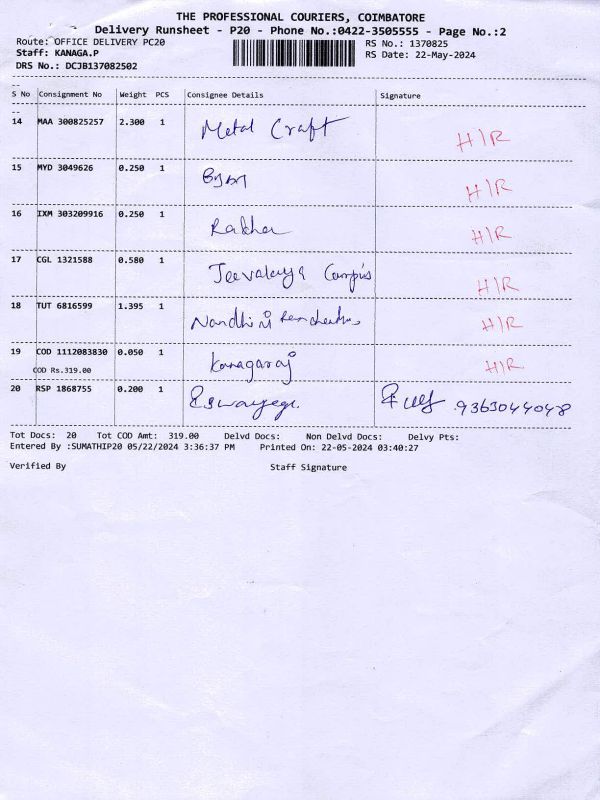 THE PROFESSIONAL COURIERS, COIMBATORE
Delivery Runsheet - P20 - Phone No.:0422-3505555 - Page No.:2
Route: OFFICE DELIVERY PC20 RS No.: 1370825
Staff: KANAGA.P RS Date: 22-May-2024
DRS No.: DCJB137082502
S No Consignment No Weight PCS Consignee Details Signature
14 MAA 300825257 2.300 1 Metal Craft H/R
15 MYD 3049626 0.250 1 H/R
16 IXM 303209916 0.250 1 H/R
17 CGL 1321588 0.580 1 H/R
18 TUT 6816599 1.395 1 Nandhini H/R
19 COD 1112083830 0.050 1 Kanagaraj H/R
COD Rs.319.00
20 RSP 1868755 0.200 1 9363044048
Tot Docs: 20 Tot COD Amt: 319.00 Delvd Docs: Non Delvd Docs: Delvy Pts:
Entered By :SUMATHIP20 05/22/2024 3:36:37 PM Printed On: 22-05-2024 03:40:27
Verified By Staff Signature